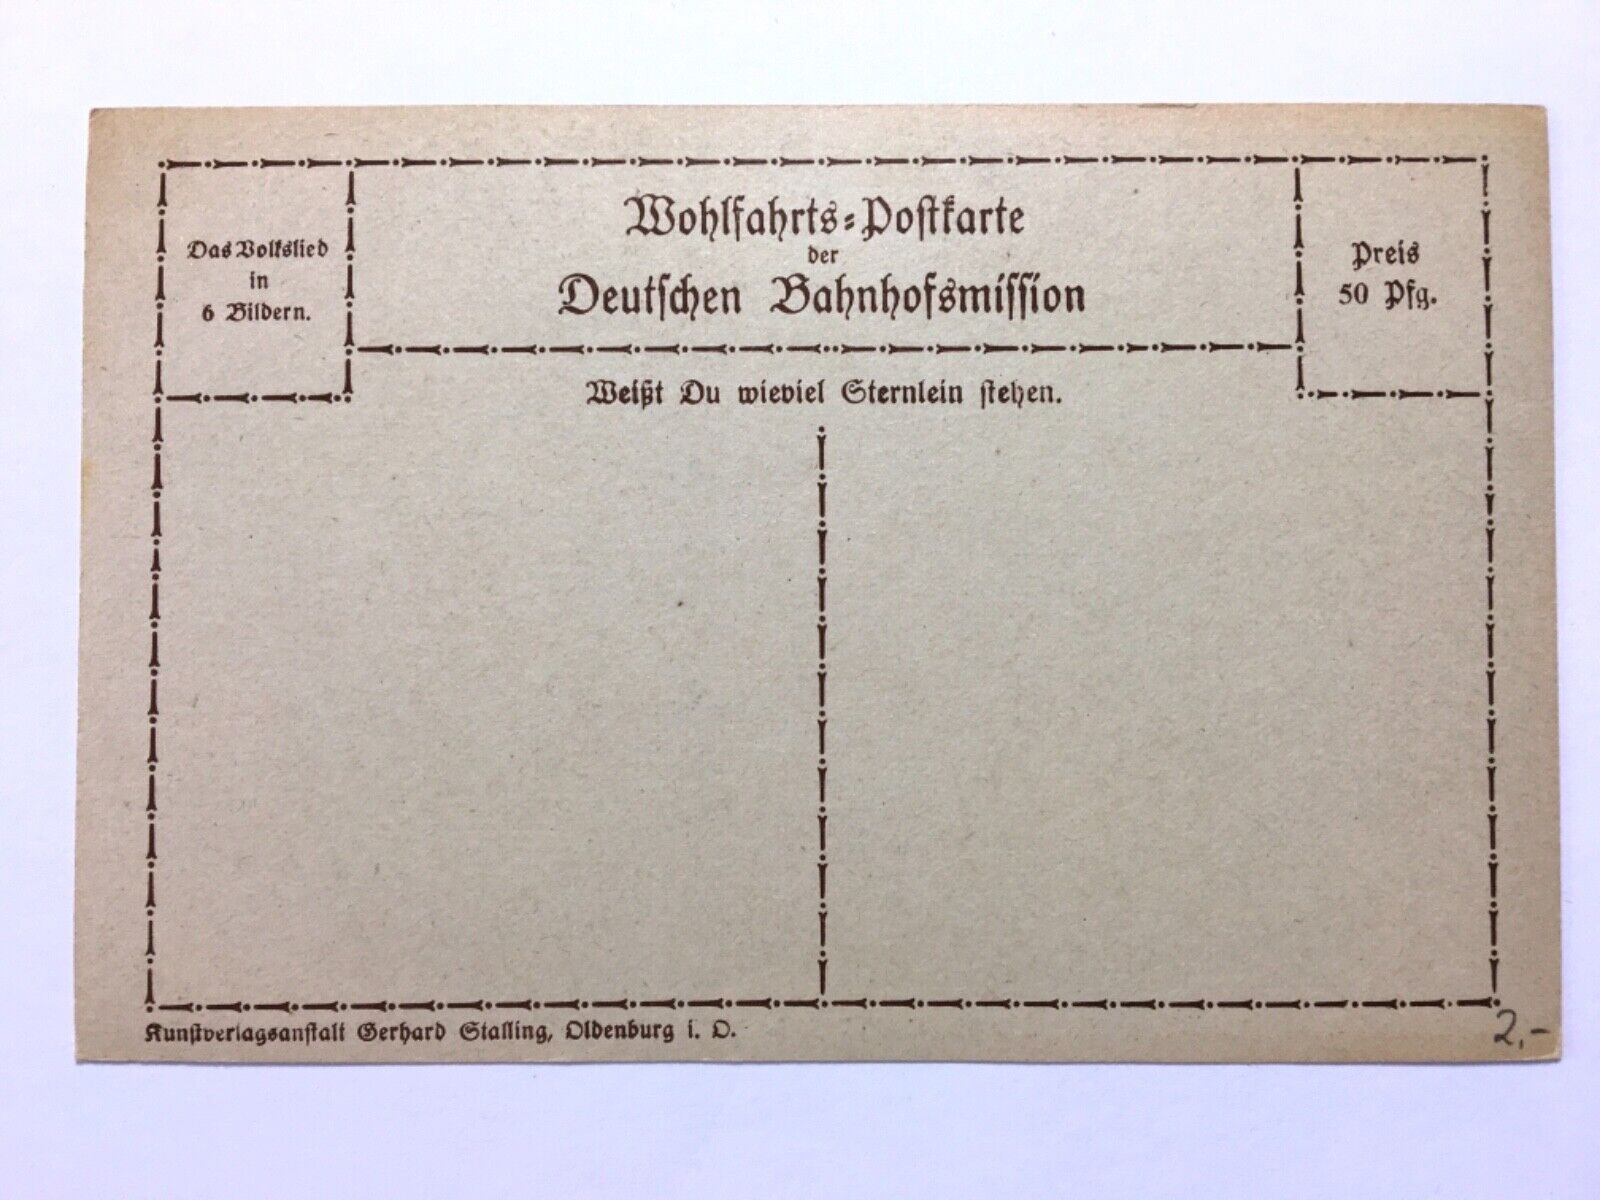 Das Volkslied
in
6 Bildern.
Wohlfahrts=Postkarte
der
Deutschen Bahnhofsmission
Preis
50 Pfg.
Weißt Du wieviel Sternlein stehen.
Kunstverlagsanstalt Gerhard Stalling, Oldenburg i. O.
2,-